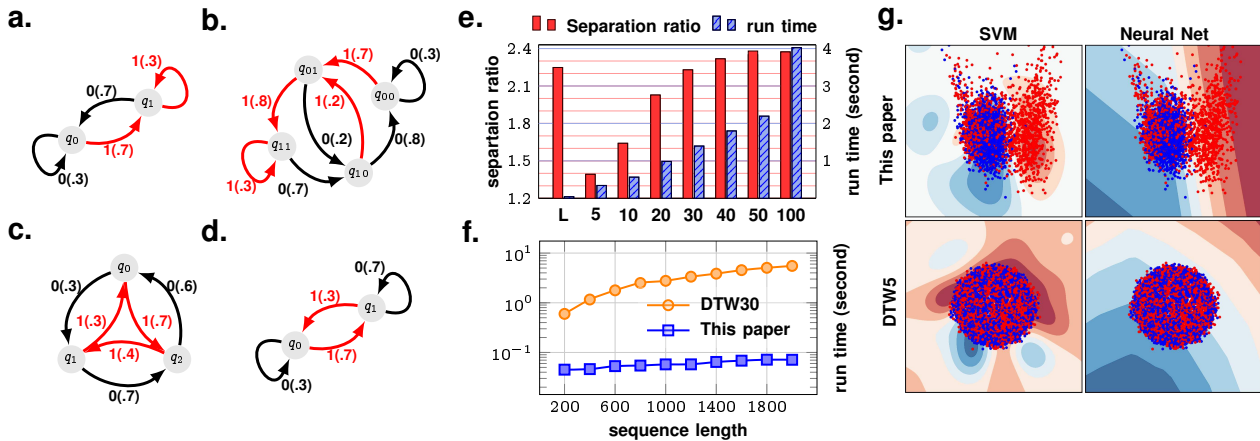 a.
1(.3)
0(.7)
q1
q0
1(.7)
0(.3)
b.
1(.7)
0(.3)
q01
q00
1(.8)
1(.2)
q11
0(.2)
0(.8)
q10
1(.3)
0(.7)
c.
q0
0(.3)
0(.6)
1(.3)
1(.7)
q1
1(.4)
q2
0(.7)
d.
0(.7)
1(.3)
q1
q0
1(.7)
0(.3)
e.
Separation ratio
run time
separtaion ratio
2.4
2.1
1.8
1.5
1.2
4
3
2
1
run time (second)
L 5 10 20 30 40 50 100
f.
10^1
10^0
10^-1
DTW30
This paper
run time (second)
200 600 1000 1400 1800
sequence length
g.
SVM
Neural Net
This paper
DTW5